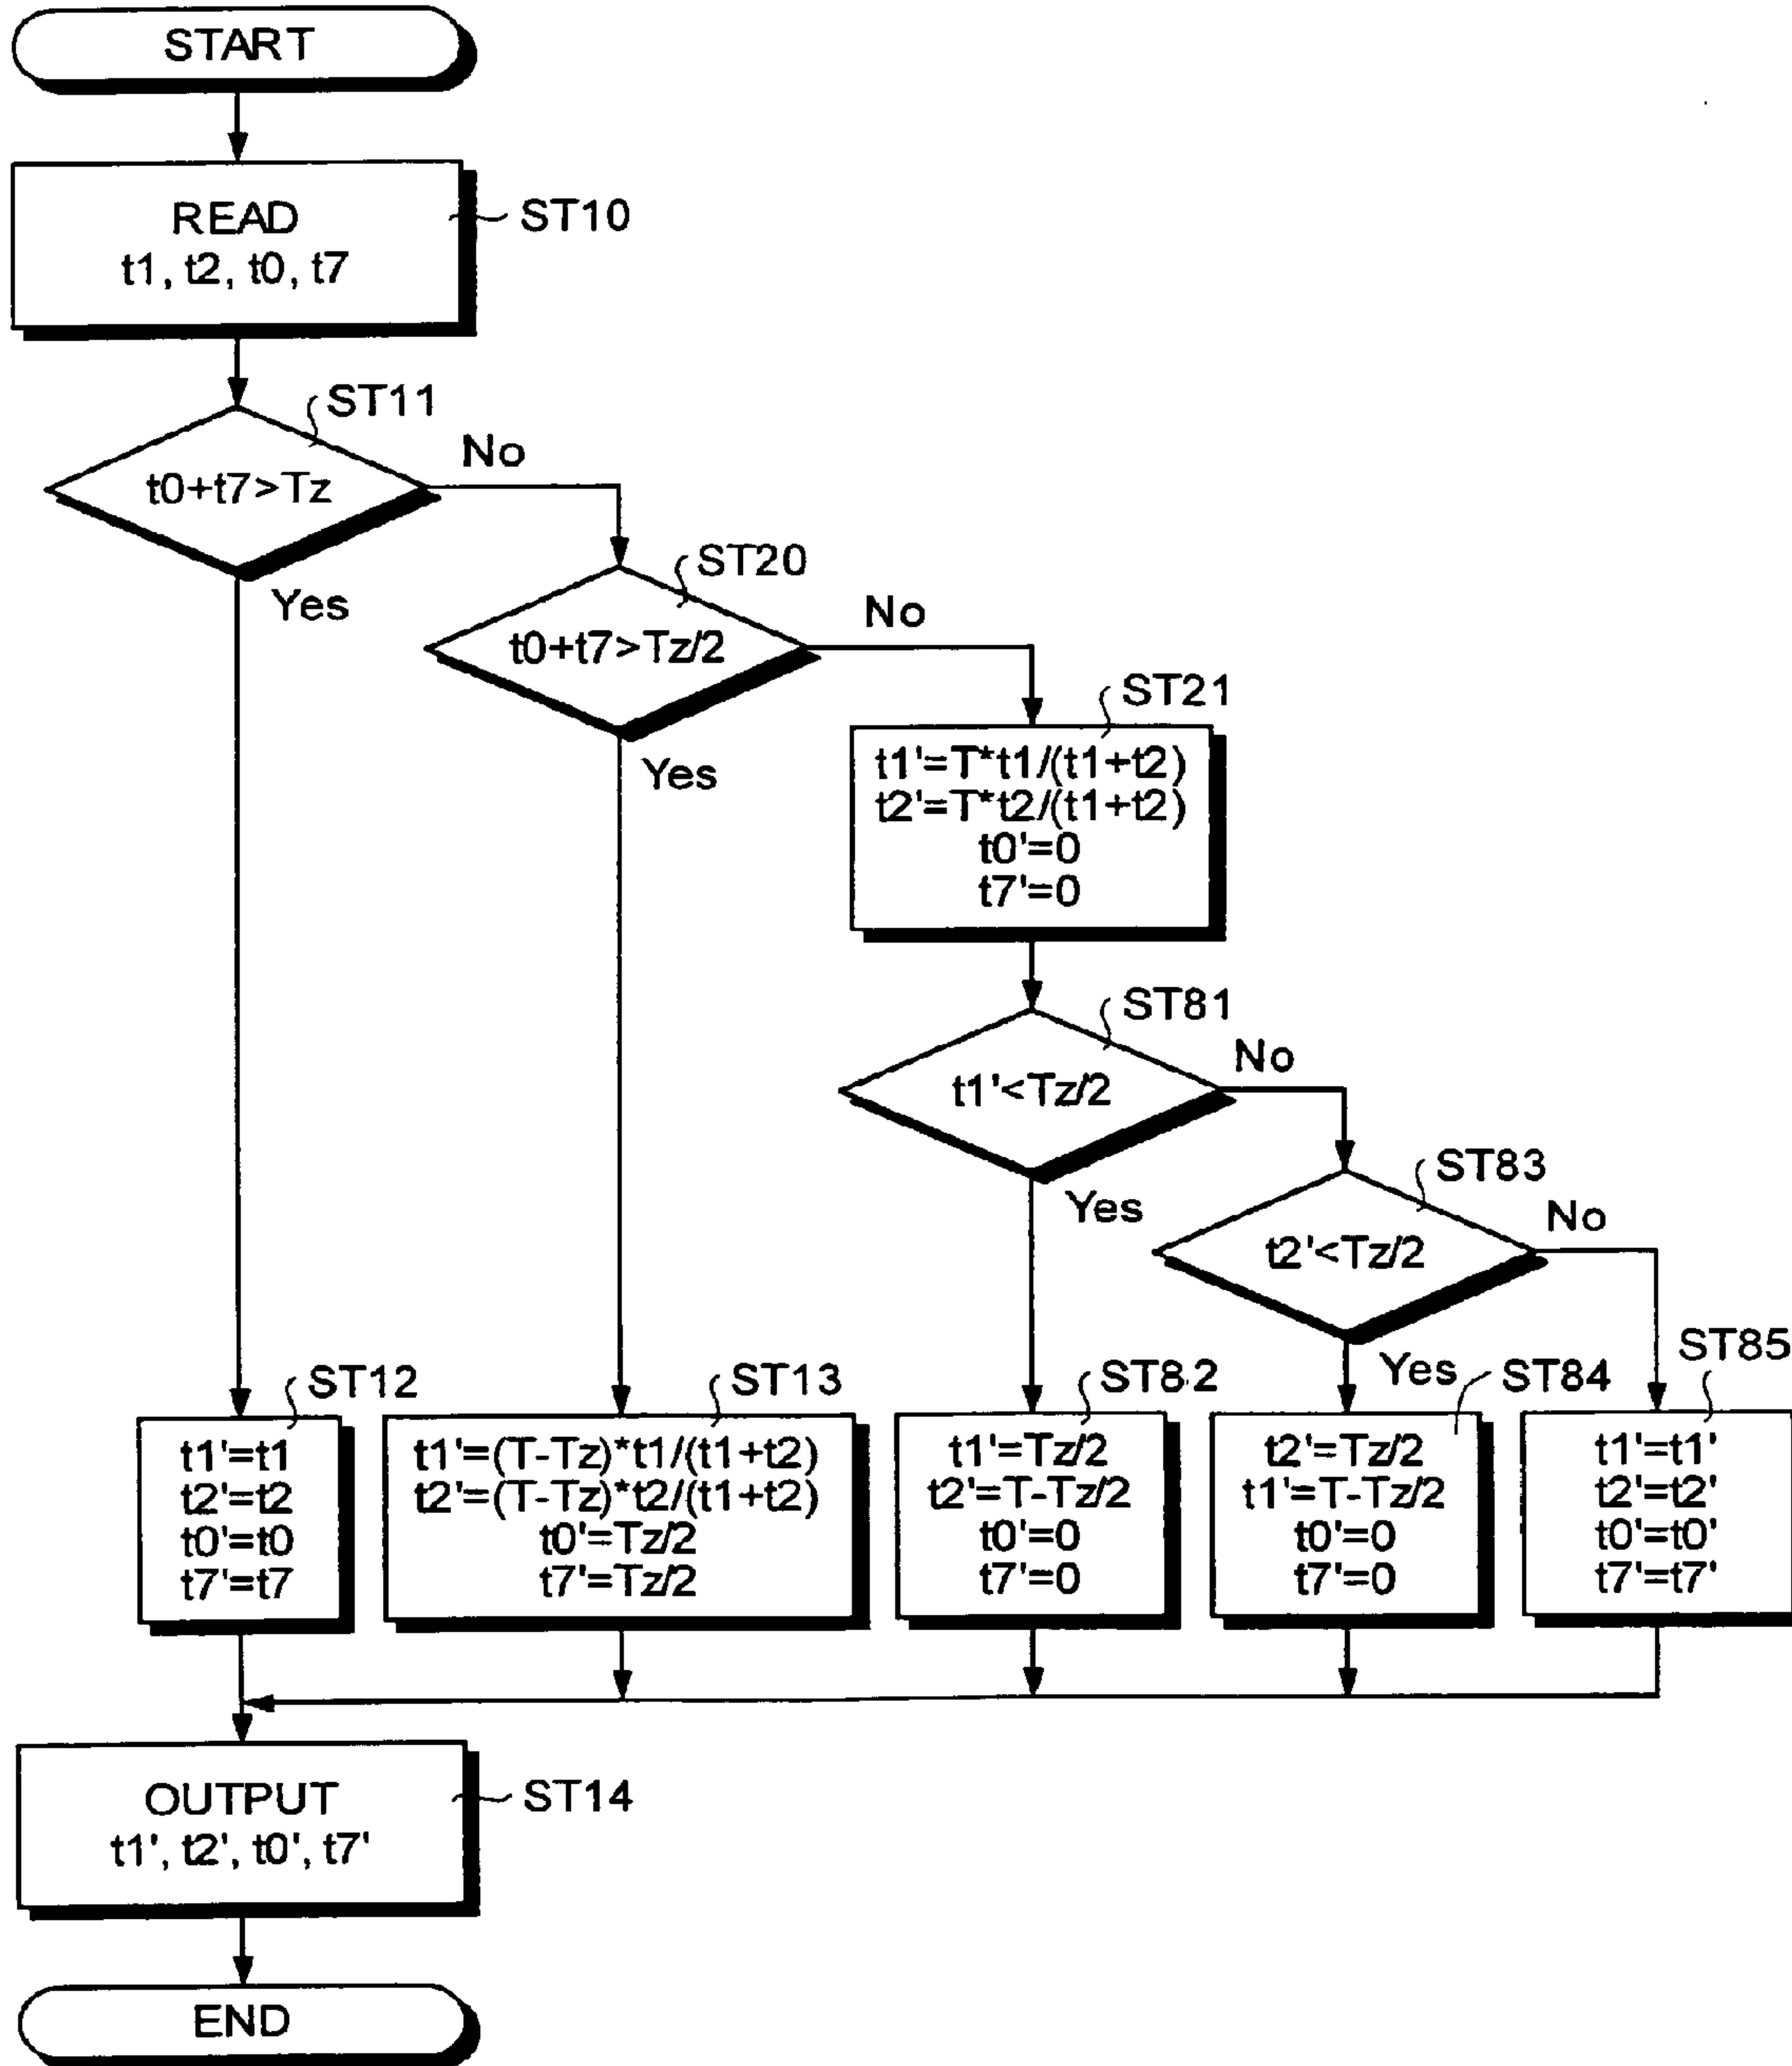 START
READ
t1, t2, t0, t7
ST10
ST11
t0+t7>Tz
No
Yes
ST20
t0+t7>Tz/2
No
Yes
ST21
t1'=T*t1/(t1+t2)
t2'=T*t2/(t1+t2)
t0'=0
t7'=0
ST81
t1'<Tz/2
No
Yes
ST83
t2'<Tz/2
No
Yes
ST12
t1'=t1
t2'=t2
t0'=t0
t7'=t7
ST13
t1'=(T-Tz)*t1/(t1+t2)
t2'=(T-Tz)*t2/(t1+t2)
t0'=Tz/2
t7'=Tz/2
ST82
t1'=Tz/2
t2'=T-Tz/2
t0'=0
t7'=0
ST84
t2'=Tz/2
t1'=T-Tz/2
t0'=0
t7'=0
ST85
t1'=t1'
t2'=t2'
t0'=t0'
t7'=t7'
OUTPUT
t1', t2', t0', t7'
ST14
END